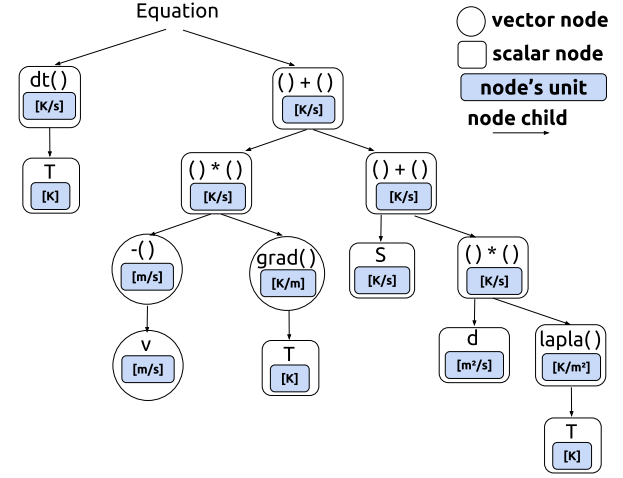 Equation
vector node
scalar node
node's unit
node child
dt()
[K/s]
() + ()
[K/s]
T
[K]
() * ()
[K/s]
() + ()
[K/s]
-()
[m/s]
grad()
[K/m]
S
[K/s]
() * ()
[K/s]
v
[m/s]
T
[K]
d
[m²/s]
lapla()
[K/m²]
T
[K]